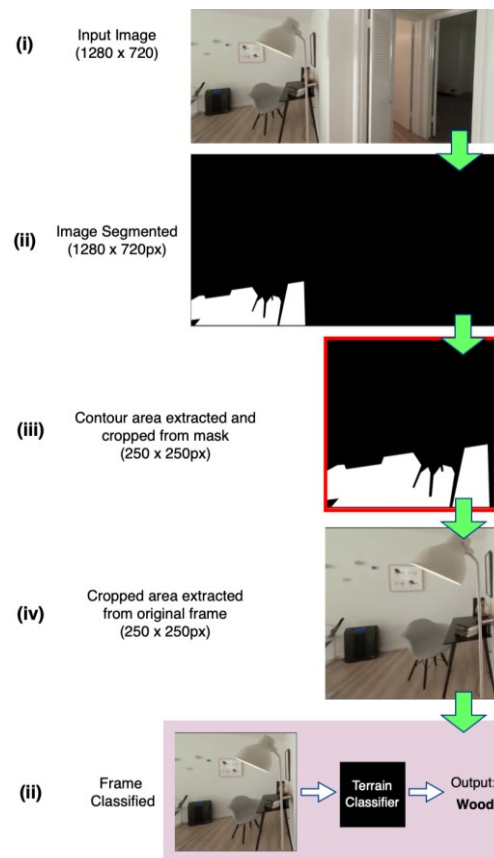 (i)
Input Image
(1280 x 720)
(ii)
Image Segmented
(1280 x 720px)
(iii)
Contour area extracted and
cropped from mask
(250 x 250px)
(iv)
Cropped area extracted
from original frame
(250 x 250px)
(ii)
Frame
Classified
Terrain
Classifier
Output:
Wood